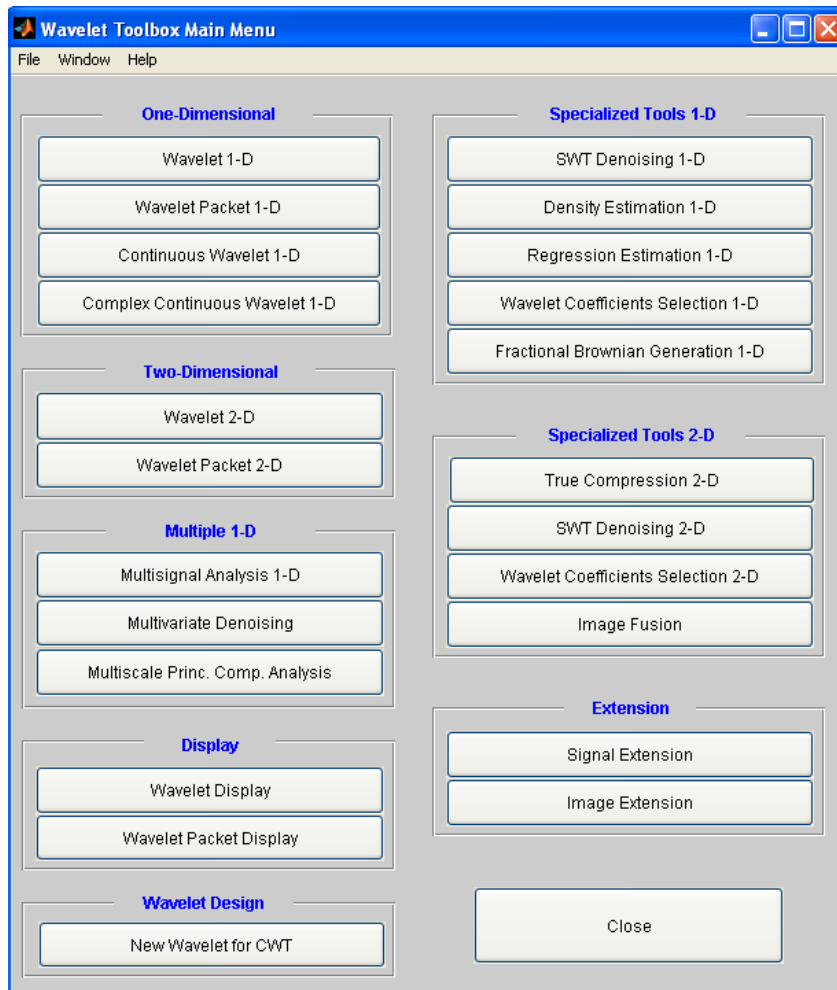 Wavelet Toolbox Main Menu
File Window Help
One-Dimensional
Wavelet 1-D
Wavelet Packet 1-D
Continuous Wavelet 1-D
Complex Continuous Wavelet 1-D
Two-Dimensional
Wavelet 2-D
Wavelet Packet 2-D
Multiple 1-D
Multisignal Analysis 1-D
Multivariate Denoising
Multiscale Princ. Comp. Analysis
Display
Wavelet Display
Wavelet Packet Display
Wavelet Design
New Wavelet for CWT
Specialized Tools 1-D
SWT Denoising 1-D
Density Estimation 1-D
Regression Estimation 1-D
Wavelet Coefficients Selection 1-D
Fractional Brownian Generation 1-D
Specialized Tools 2-D
True Compression 2-D
SWT Denoising 2-D
Wavelet Coefficients Selection 2-D
Image Fusion
Extension
Signal Extension
Image Extension
Close